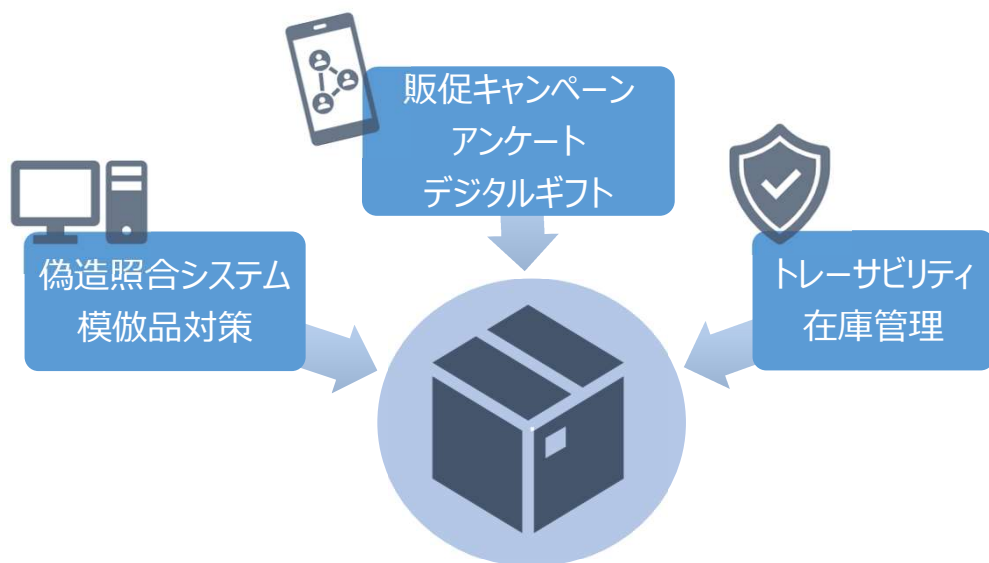 販促キャンペーン
アンケート
デジタルギフト
偽造照合システム
模倣品対策
トレーサビリティ
在庫管理